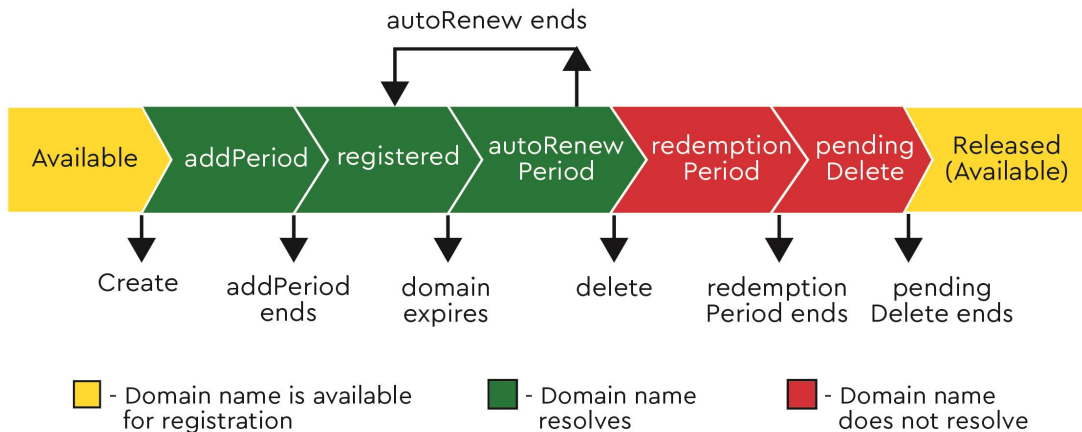 autoRenew ends
Available
addPeriod
registered
autoRenew
Period
redemption
Period
pending
Delete
Released
(Available)
Create
addPeriod
ends
domain
expires
delete
redemption
Period ends
pending
Delete ends
- Domain name is available
for registration
- Domain name
resolves
- Domain name
does not resolve